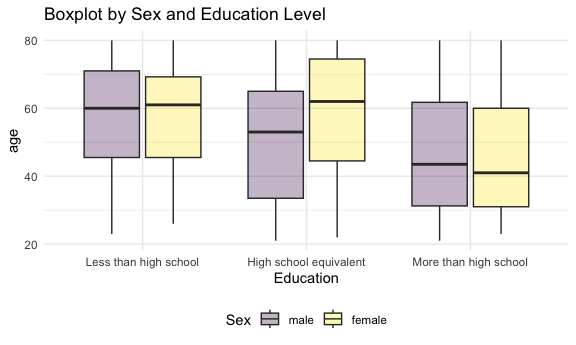 Boxplot by Sex and Education Level
80
60
40
20
age
Less than high school
High school equivalent
More than high school
Education
Sex male female